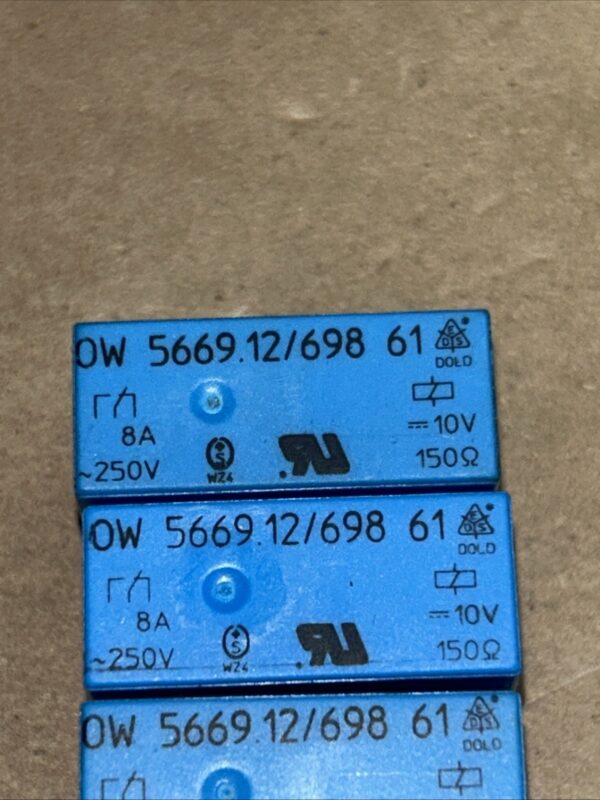 OW 5669.12/698 61
DOLD
8A
⎓10V
~250V
S
WZ4
150Ω
OW 5669.12/698 61
DOLD
8A
⎓10V
~250V
S
WZ4
150Ω
OW 5669.12/698 61
DOLD